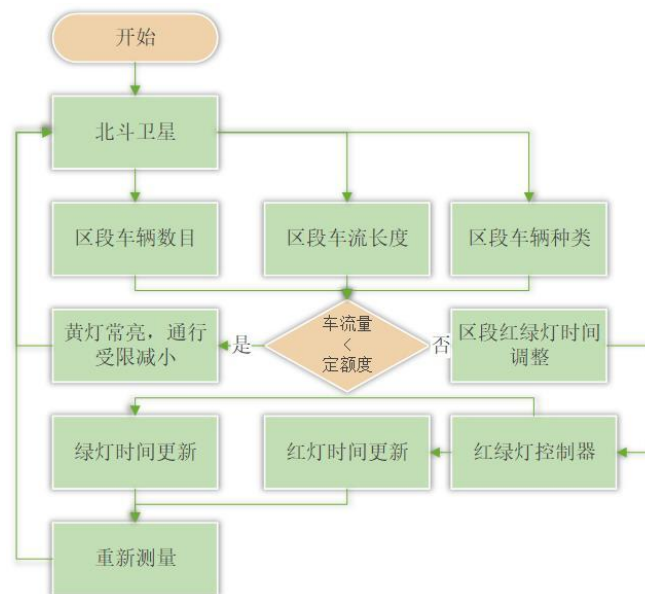 开始
北斗卫星
区段车辆数目
区段车流长度
区段车辆种类
黄灯常亮，通行
受限减小
是
车流量
<
定额度
否
区段红绿灯时间
调整
绿灯时间更新
红灯时间更新
红绿灯控制器
重新测量